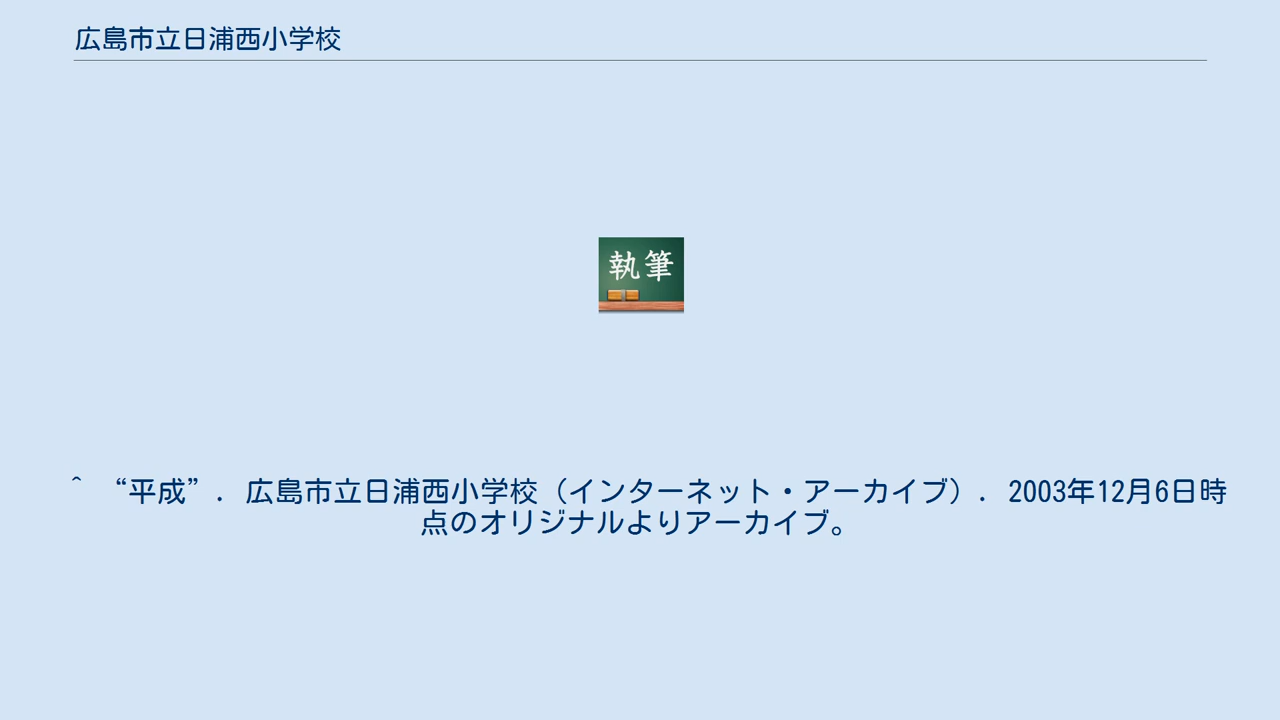 広島市立日浦西小学校
執筆
^ “平成”. 広島市立日浦西小学校（インターネット・アーカイブ）. 2003年12月6日時
点のオリジナルよりアーカイブ。